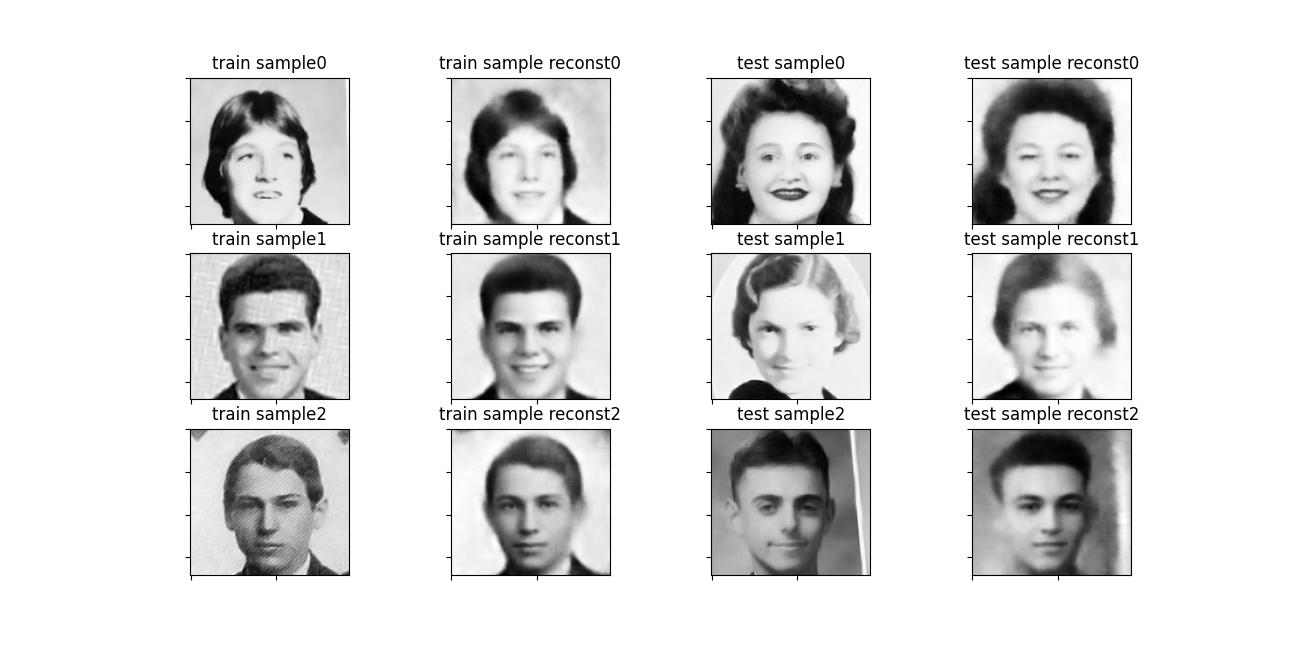 train sample0
train sample reconst0
test sample0
test sample reconst0
train sample1
train sample reconst1
test sample1
test sample reconst1
train sample2
train sample reconst2
test sample2
test sample reconst2